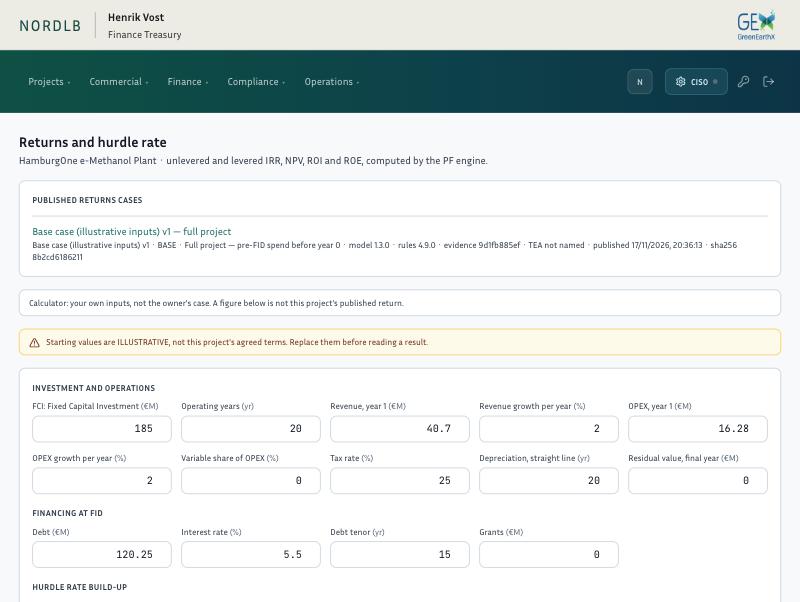 NORDLB
Henrik Vost
Finance Treasury
GEX
GreenEarthX
Projects
Commercial
Finance
Compliance
Operations
N
CISO
Returns and hurdle rate
HamburgOne e-Methanol Plant · unlevered and levered IRR, NPV, ROI and ROE, computed by the PF engine.
PUBLISHED RETURNS CASES
Base case (illustrative inputs) v1 — full project
Base case (illustrative inputs) v1 · BASE · Full project — pre-FID spend before year 0 · model 1.3.0 · rules 4.9.0 · evidence 9d1fb885ef · TEA not named · published 17/11/2026, 20:36:13 · sha256
8b2cd6186211
Calculator: your own inputs, not the owner's case. A figure below is not this project's published return.
Starting values are ILLUSTRATIVE, not this project's agreed terms. Replace them before reading a result.
INVESTMENT AND OPERATIONS
FCI: Fixed Capital Investment (€M) Operating years (yr) Revenue, year 1 (€M) Revenue growth per year (%) OPEX, year 1 (€M)
185 20 40.7 2 16.28
OPEX growth per year (%) Variable share of OPEX (%) Tax rate (%) Depreciation, straight line (yr) Residual value, final year (€M)
2 0 25 20 0
FINANCING AT FID
Debt (€M) Interest rate (%) Debt tenor (yr) Grants (€M)
120.25 5.5 15 0
HURDLE RATE BUILD-UP